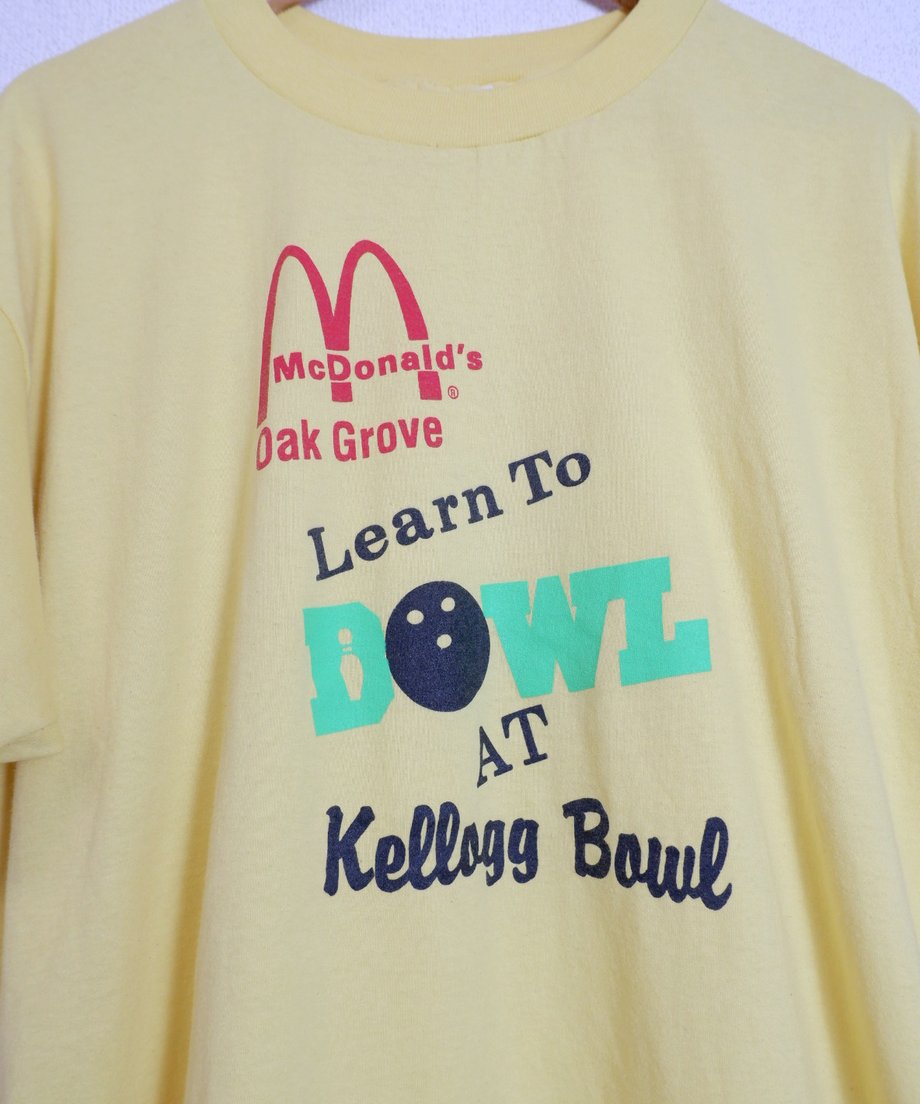 McDonald's ®
Oak Grove
Learn To
BOWL
AT
Kellogg Bowl